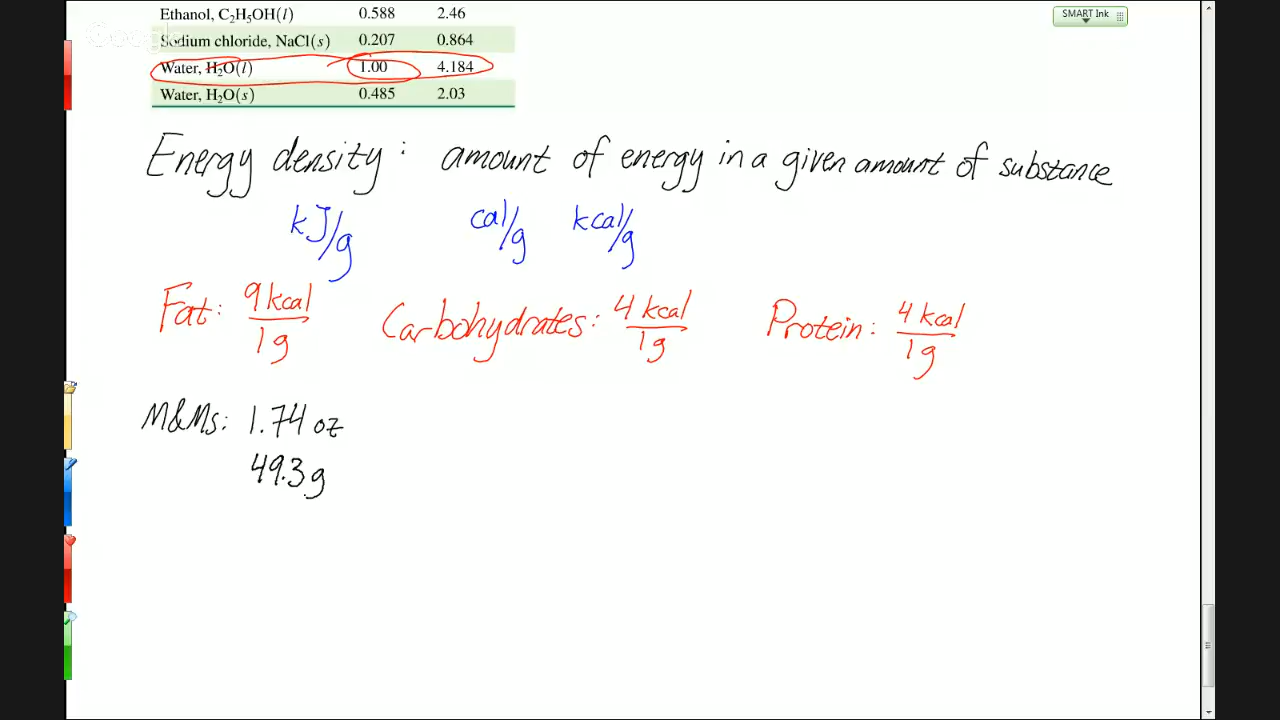 SMART Ink
Ethanol, C₂H₅OH(l) 0.588 2.46
Google
Sodium chloride, NaCl(s) 0.207 0.864
Water, H₂O(l) 1.00 4.184
Water, H₂O(s) 0.485 2.03
Energy density: amount of energy in a given amount of substance
kJ/g cal/g kcal/g
Fat: 9 kcal/1g Carbohydrates: 4 kcal/1g Protein: 4 kcal/1g
M&Ms: 1.74 oz
49.3g